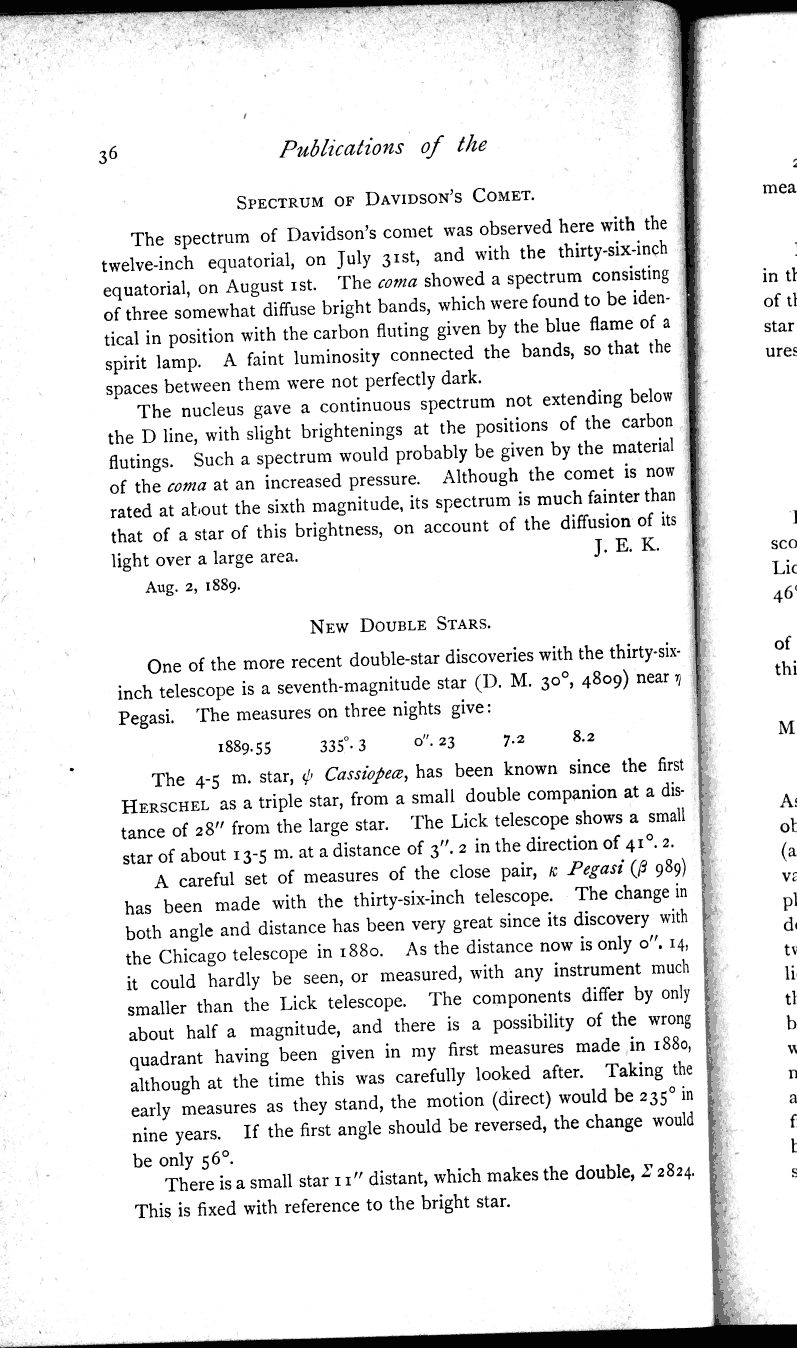 36 Publications of the
SPECTRUM OF DAVIDSON'S COMET.
The spectrum of Davidson's comet was observed here with the
twelve-inch equatorial, on July 31st, and with the thirty-six-inch
equatorial, on August 1st. The coma showed a spectrum consisting
of three somewhat diffuse bright bands, which were found to be iden-
tical in position with the carbon fluting given by the blue flame of a
spirit lamp. A faint luminosity connected the bands, so that the
spaces between them were not perfectly dark.
The nucleus gave a continuous spectrum not extending below
the D line, with slight brightenings at the positions of the carbon
flutings. Such a spectrum would probably be given by the material
of the coma at an increased pressure. Although the comet is now
rated at about the sixth magnitude, its spectrum is much fainter than
that of a star of this brightness, on account of the diffusion of its
light over a large area. J. E. K.
Aug. 2, 1889.
NEW DOUBLE STARS.
One of the more recent double-star discoveries with the thirty-six-
inch telescope is a seventh-magnitude star (D. M. 30°, 4809) near η
Pegasi. The measures on three nights give:
1889.55 335°.3 0″.23 7.2 8.2
The 4-5 m. star, ψ Cassiopeæ, has been known since the first
HERSCHEL as a triple star, from a small double companion at a dis-
tance of 28″ from the large star. The Lick telescope shows a small
star of about 13-5 m. at a distance of 3″. 2 in the direction of 41°. 2.
A careful set of measures of the close pair, κ Pegasi (β 989)
has been made with the thirty-six-inch telescope. The change in
both angle and distance has been very great since its discovery with
the Chicago telescope in 1880. As the distance now is only 0″. 14,
it could hardly be seen, or measured, with any instrument much
smaller than the Lick telescope. The components differ by only
about half a magnitude, and there is a possibility of the wrong
quadrant having been given in my first measures made in 1880,
although at the time this was carefully looked after. Taking the
early measures as they stand, the motion (direct) would be 235° in
nine years. If the first angle should be reversed, the change would
be only 56°.
There is a small star 11″ distant, which makes the double, Σ 2824.
This is fixed with reference to the bright star.
mea
in th
of th
star
ures
sco
Lic
46°
of
thi
M
As
ob
(a
va
pl
de
tv
li
tl
b
w
n
a
f
b
s